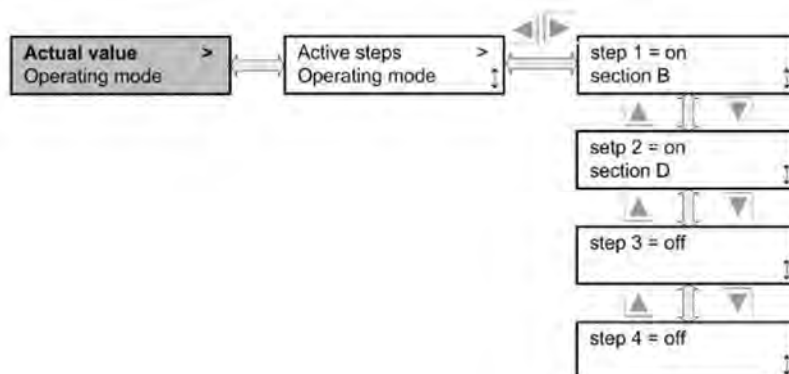 Actual value >
Operating mode
Active steps >
Operating mode
step 1 = on
section B
setp 2 = on
section D
step 3 = off
step 4 = off